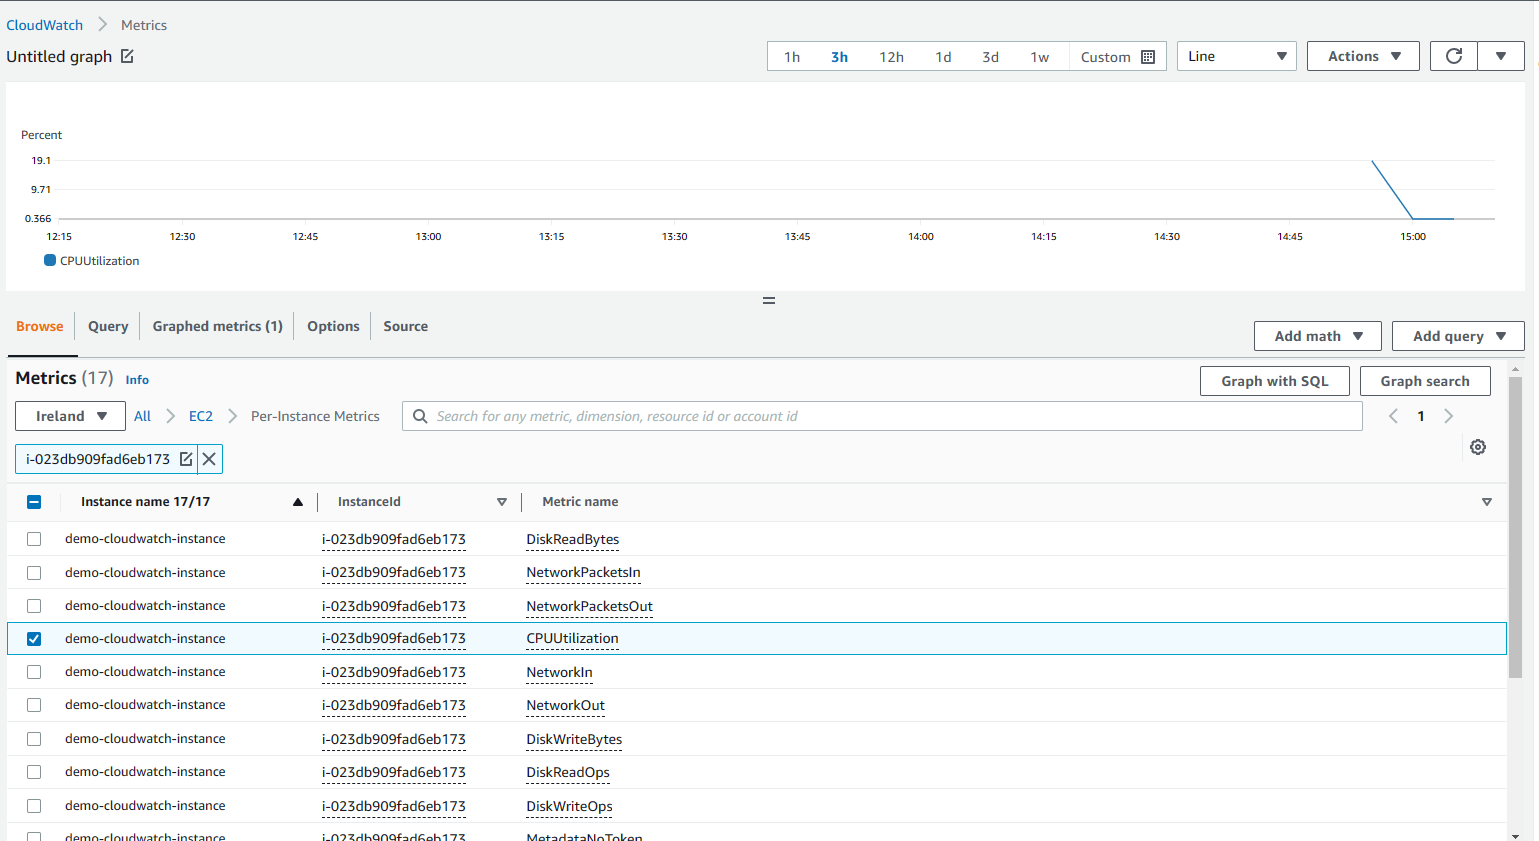 CloudWatch Metrics
Untitled graph
1h 3h 12h 1d 3d 1w Custom Line Actions
Percent
19.1
9.71
0.366
12:15 12:30 12:45 13:00 13:15 13:30 13:45 14:00 14:15 14:30 14:45 15:00
CPUUtilization
Browse Query Graphed metrics (1) Options Source
Add math Add query
Metrics (17) Info
Graph with SQL Graph search
Ireland All EC2 Per-Instance Metrics Search for any metric, dimension, resource id or account id 1
i-023db909fad6eb173
Instance name 17/17 InstanceId Metric name
demo-cloudwatch-instance i-023db909fad6eb173 DiskReadBytes
demo-cloudwatch-instance i-023db909fad6eb173 NetworkPacketsIn
demo-cloudwatch-instance i-023db909fad6eb173 NetworkPacketsOut
demo-cloudwatch-instance i-023db909fad6eb173 CPUUtilization
demo-cloudwatch-instance i-023db909fad6eb173 NetworkIn
demo-cloudwatch-instance i-023db909fad6eb173 NetworkOut
demo-cloudwatch-instance i-023db909fad6eb173 DiskWriteBytes
demo-cloudwatch-instance i-023db909fad6eb173 DiskReadOps
demo-cloudwatch-instance i-023db909fad6eb173 DiskWriteOps
demo-cloudwatch-instance i-023db909fad6eb173 MetadataNoToken